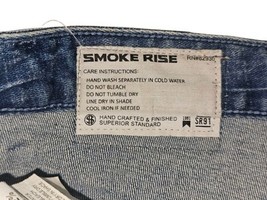 SMOKE RISE
CARE INSTRUCTIONS:
HAND WASH SEPARATELY IN COLD WATER
DO NOT BLEACH
DO NOT TUMBLE DRY
LINE DRY IN SHADE
COOL IRON IF NEEDED
HAND CRAFTED & FINISHED
SUPERIOR STANDARD
SR91